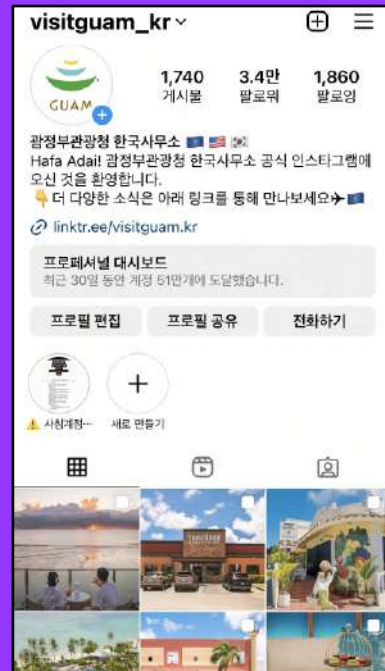 visitguam_kr
GUAM
1,740 3.4만 1,860
게시물 팔로워 팔로잉
괌정부관광청 한국사무소 🇬🇺 🇺🇸 🇰🇷
Hafa Adai! 괌정부관광청 한국사무소 공식 인스타그램에
오신 것을 환영합니다.
👇더 다양한 소식은 아래 링크를 통해 만나보세요✈🇬🇺
linktr.ee/visitguam.kr
프로페셔널 대시보드
최근 30일 동안 계정 51만개에 도달했습니다.
프로필 편집 프로필 공유 전화하기
⚠️ 사칭계정… 새로 만들기